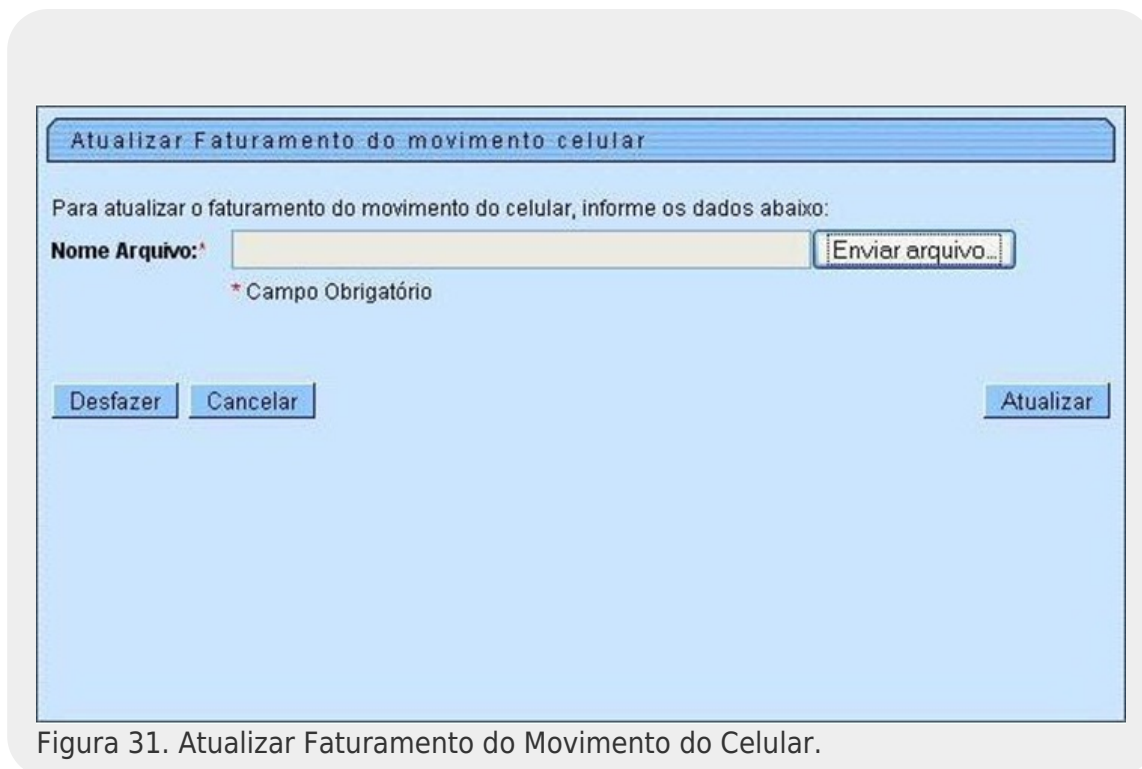 Atualizar Faturamento do movimento celular
Para atualizar o faturamento do movimento do celular, informe os dados abaixo:
Nome Arquivo:* Enviar arquivo...
* Campo Obrigatório
Desfazer Cancelar Atualizar
Figura 31. Atualizar Faturamento do Movimento do Celular.